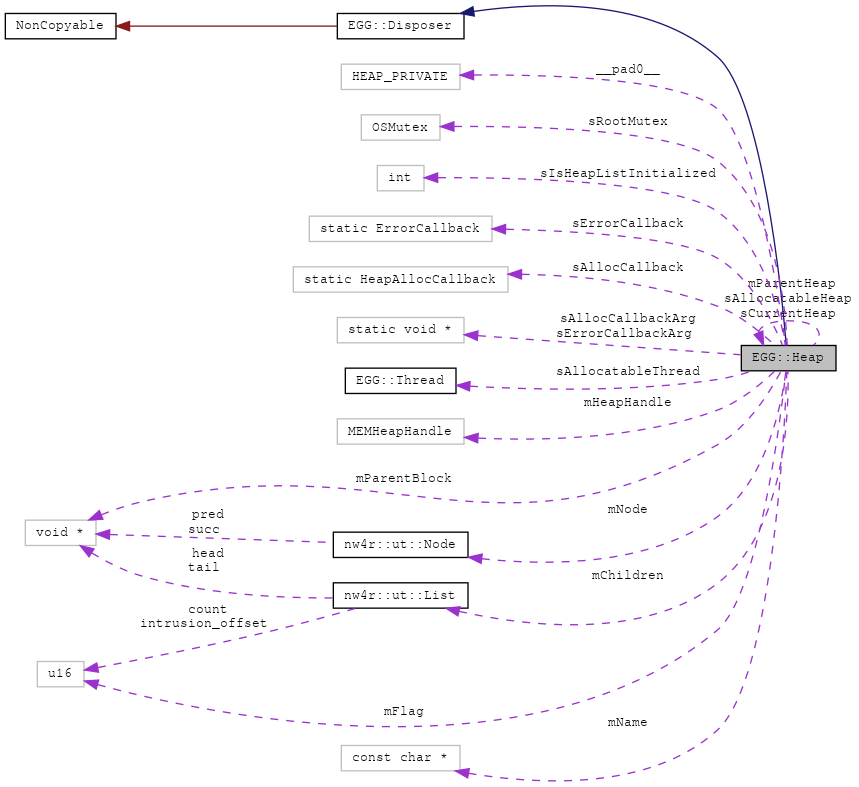 NonCopyable
EGG::Disposer
HEAP_PRIVATE
__pad0__
OSMutex
sRootMutex
int
sIsHeapListInitialized
static ErrorCallback
sErrorCallback
static HeapAllocCallback
sAllocCallback
mParentHeap
sAllocatableHeap
sCurrentHeap
static void *
sAllocCallbackArg
sErrorCallbackArg
EGG::Heap
EGG::Thread
sAllocatableThread
MEMHeapHandle
mHeapHandle
mParentBlock
void *
pred
succ
nw4r::ut::Node
mNode
head
tail
nw4r::ut::List
mChildren
count
intrusion_offset
u16
mFlag
const char *
mName